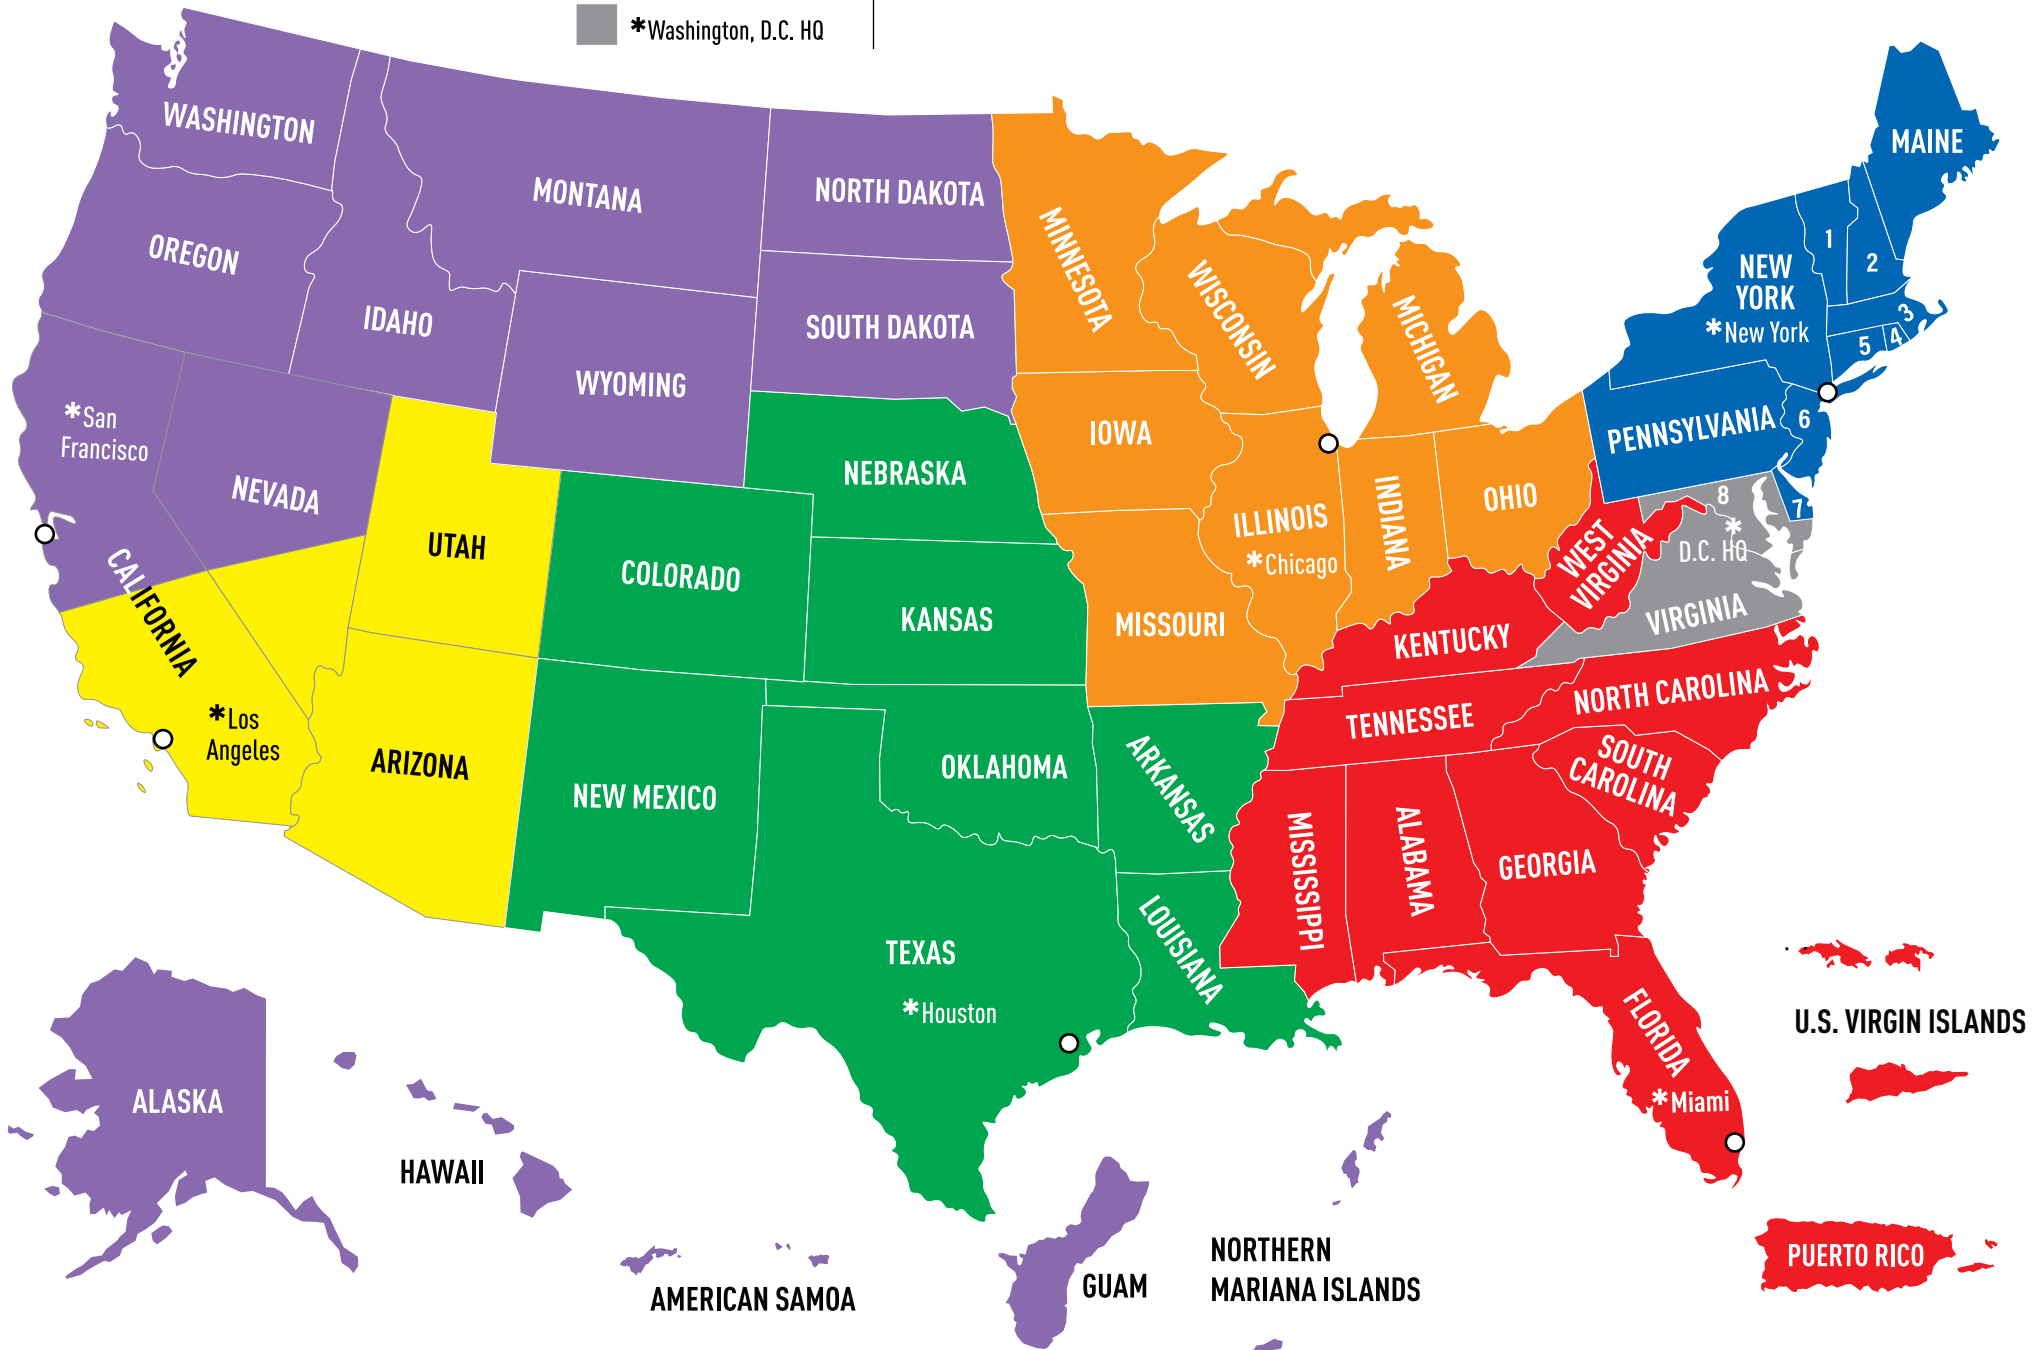 *Washington, D.C. HQ
WASHINGTON
MONTANA
NORTH DAKOTA
MINNESOTA
MAINE
OREGON
IDAHO
WYOMING
SOUTH DAKOTA
WISCONSIN
MICHIGAN
1
2
NEW
YORK
*New York
3
4
5
*San
Francisco
NEVADA
UTAH
NEBRASKA
IOWA
PENNSYLVANIA
6
7
8
*
D.C. HQ
ILLINOIS
*Chicago
INDIANA
OHIO
WEST
VIRGINIA
VIRGINIA
CALIFORNIA
COLORADO
KANSAS
MISSOURI
KENTUCKY
*Los
Angeles
ARIZONA
NEW MEXICO
OKLAHOMA
ARKANSAS
TENNESSEE
NORTH CAROLINA
SOUTH
CAROLINA
MISSISSIPPI
ALABAMA
GEORGIA
TEXAS
*Houston
LOUISIANA
FLORIDA
*Miami
U.S. VIRGIN ISLANDS
ALASKA
HAWAII
AMERICAN SAMOA
GUAM
NORTHERN
MARIANA ISLANDS
PUERTO RICO